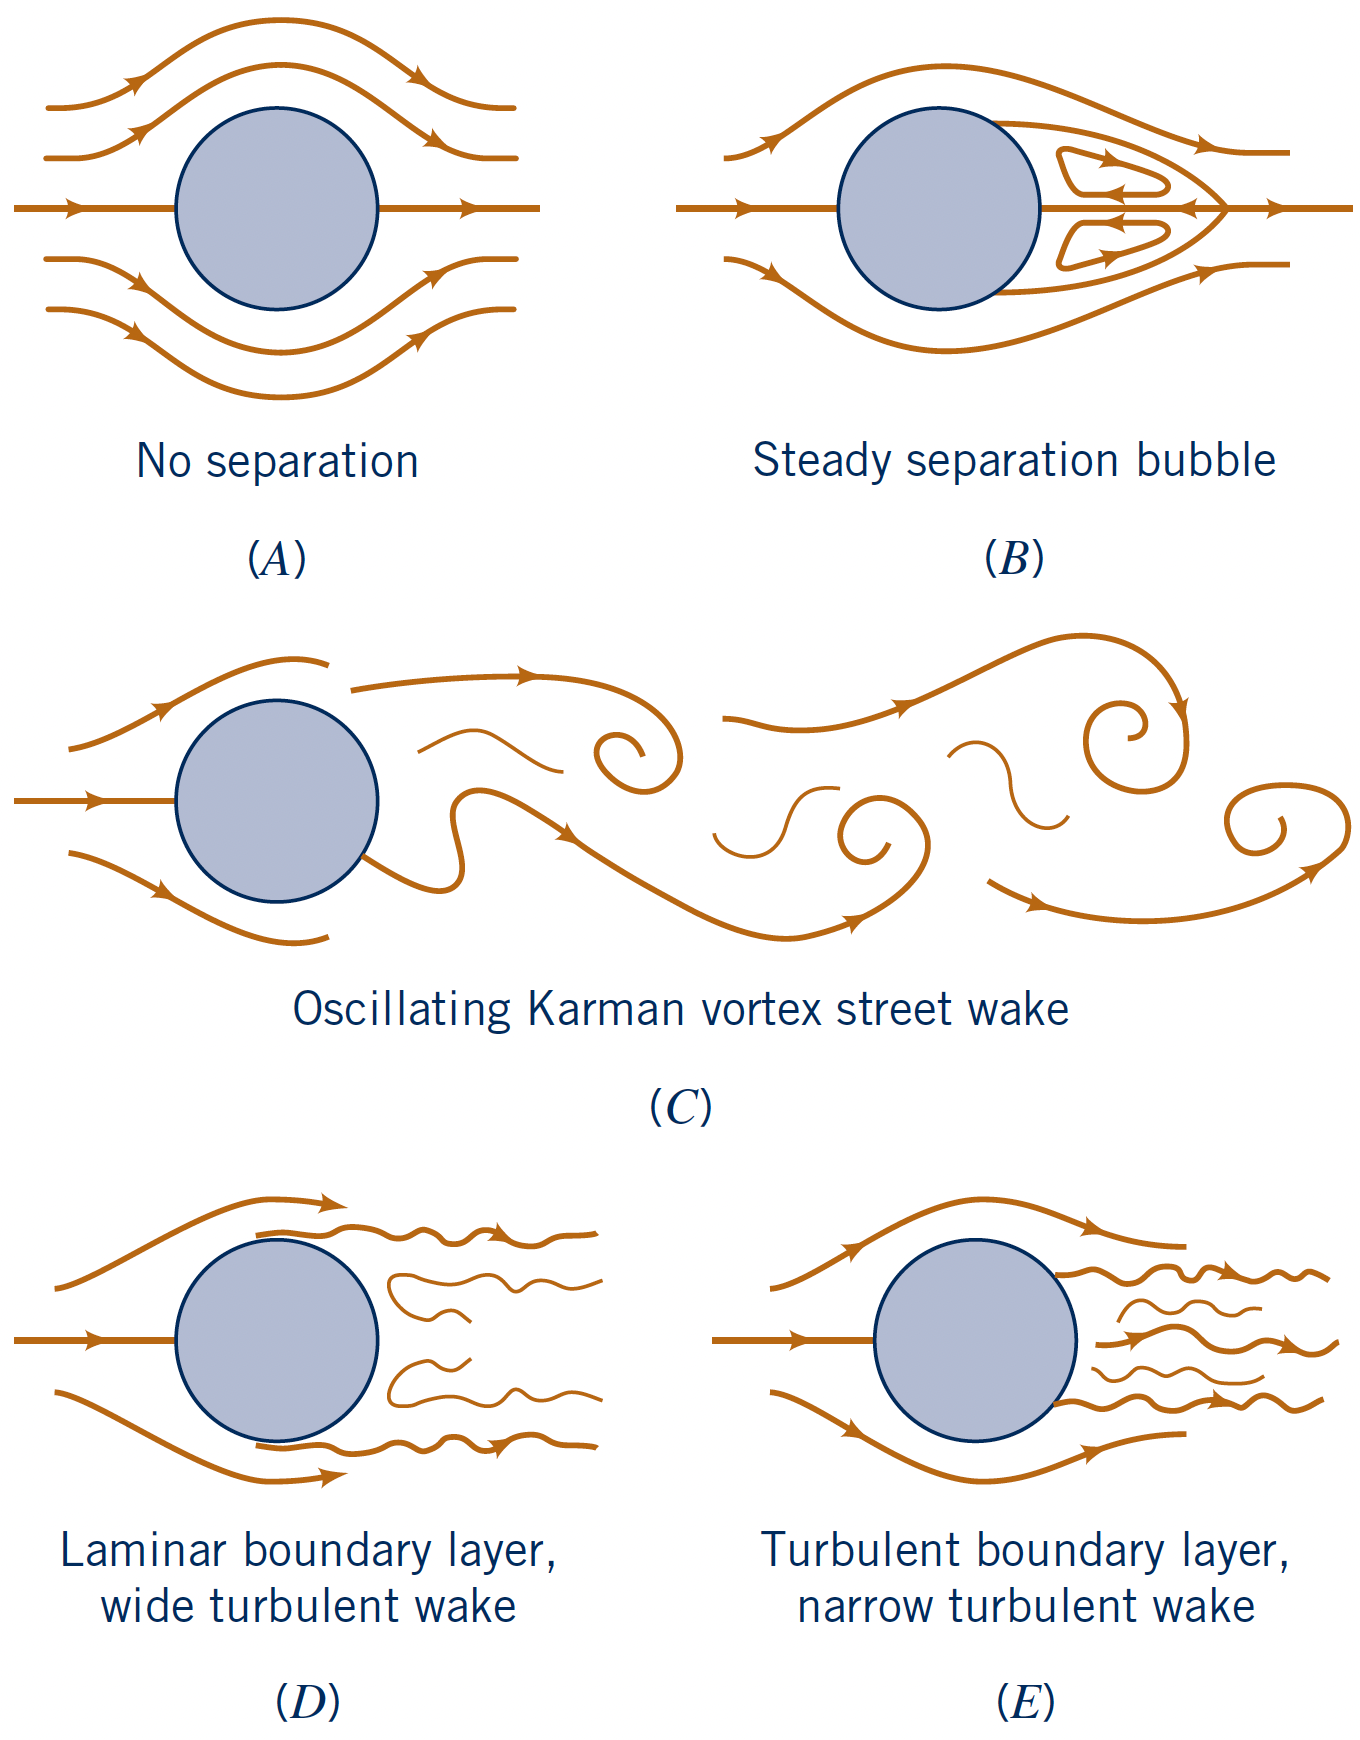 No separation
(A)
Steady separation bubble
(B)
Oscillating Karman vortex street wake
(C)
Laminar boundary layer,
wide turbulent wake
(D)
Turbulent boundary layer,
narrow turbulent wake
(E)